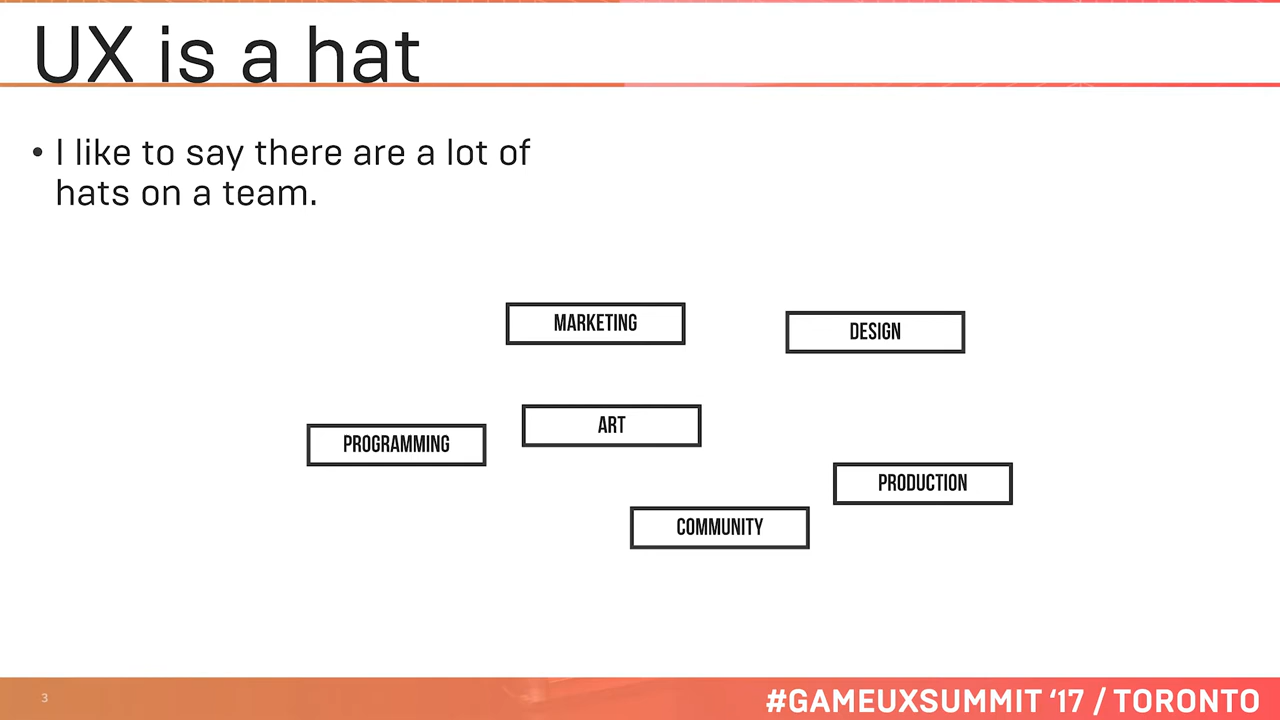 UX is a hat
• I like to say there are a lot of
hats on a team.
MARKETING
DESIGN
ART
PROGRAMMING
PRODUCTION
COMMUNITY
3
#GAMEUXSUMMIT ‘17 / TORONTO